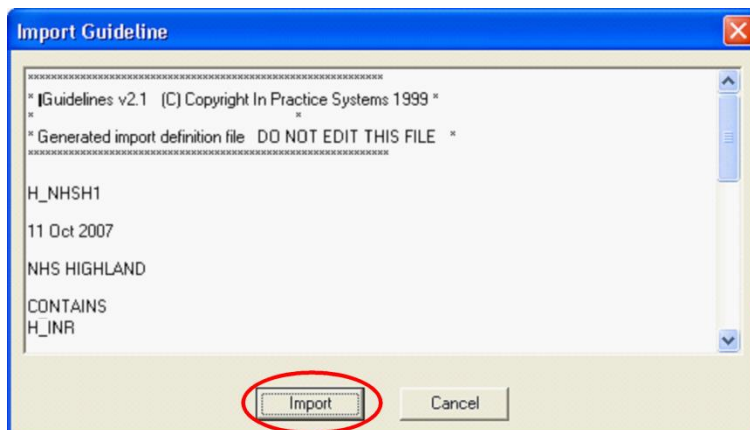 Import Guideline
************************************************************
* Guidelines v2.1 (C) Copyright In Practice Systems 1999 *
* *
* Generated import definition file DO NOT EDIT THIS FILE *
*************************************************************
H_NHSH1
11 Oct 2007
NHS HIGHLAND
CONTAINS
H_INR
Import Cancel